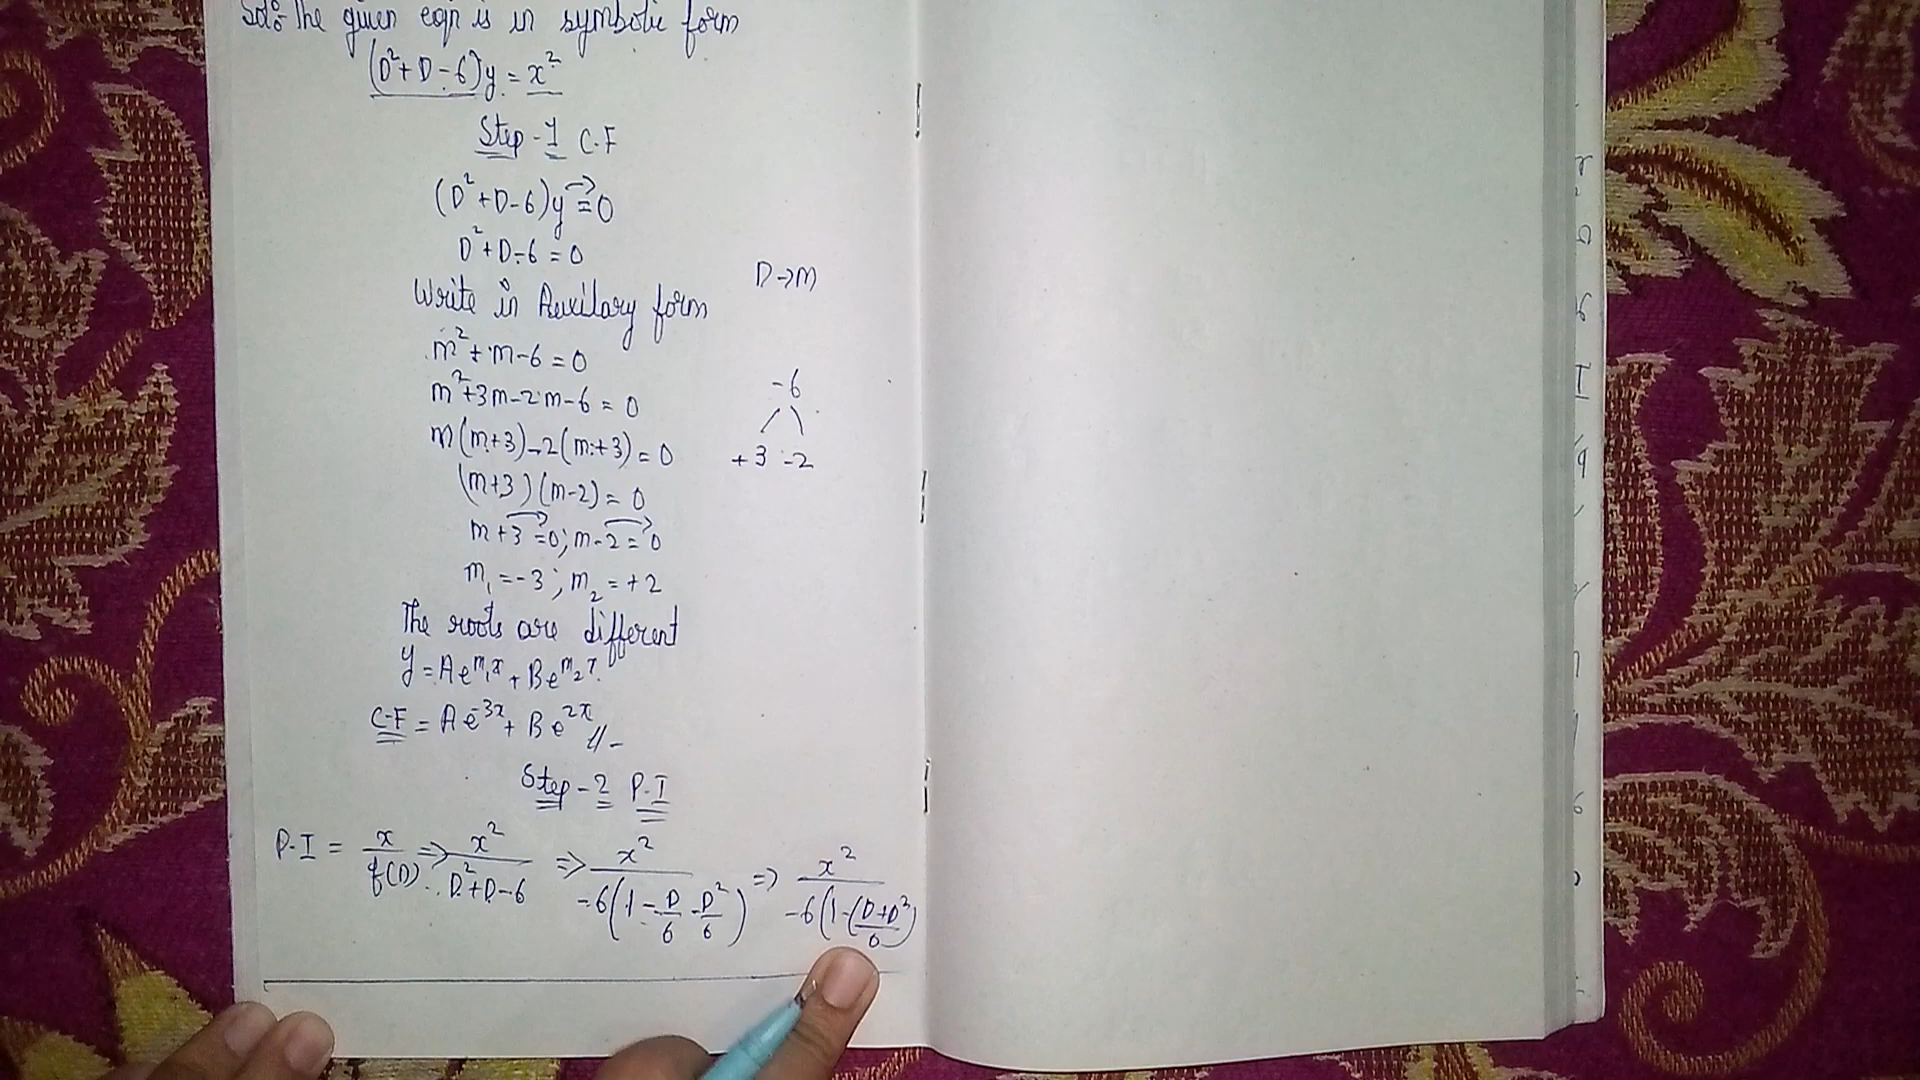 Sol:- The given eqn is in symbolic form
(D²+D-6)y = x²
Step-1 C.F
(D²+D-6)y=0
D²+D-6=0
D→m
Write in Auxilary form
m²+m-6=0
m²+3m-2m-6=0
-6
m(m+3)-2(m+3)=0
+3 -2
(m+3)(m-2)=0
m+3=0; m-2=0
m₁=-3; m₂=+2
The roots are different
y=Ae^m₁x + Be^m₂x
C.F = Ae^-3x + Be^2x //-
Step-2 P.I
P.I = x/f(D) => x²/D²+D-6 => x²/-6(1-D/6-D²/6) => x²/-6(1-(D+D²/6)